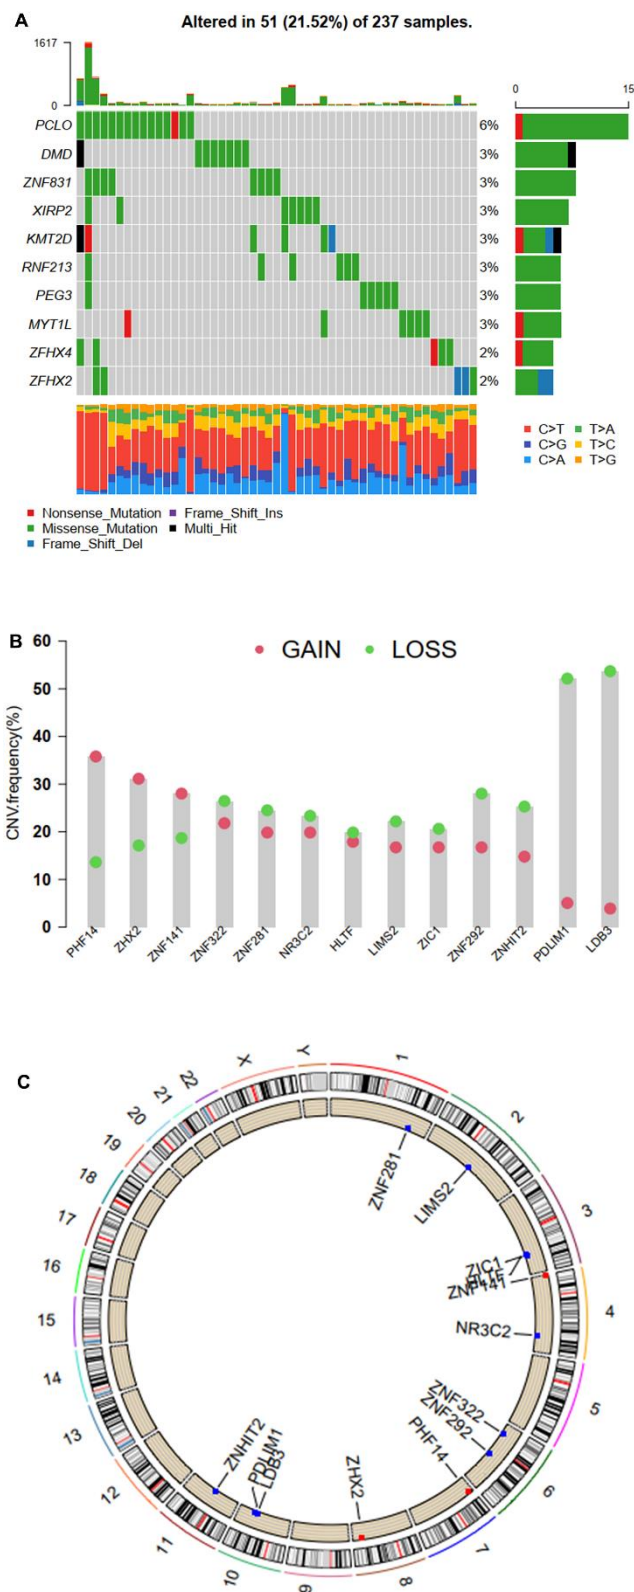 A
Altered in 51 (21.52%) of 237 samples.
1617
0
0 15
PCLO 6%
DMD 3%
ZNF831 3%
XIRP2 3%
KMT2D 3%
RNF213 3%
PEG3 3%
MYT1L 3%
ZFHX4 2%
ZFHX2 2%
C>T T>A
C>G T>C
C>A T>G
Nonsense_Mutation Frame_Shift_Ins
Missense_Mutation Multi_Hit
Frame_Shift_Del
B
GAIN LOSS
CNV.frequency(%)
60
50
40
30
20
10
0
PHF14 ZHX2 ZNF141 ZNF322 ZNF281 NR3C2 HLTF LIMS2 ZIC1 ZNF292 ZNHIT2 PDLIM1 LDB3
C
1
2
3
4
5
6
7
8
9
10
11
12
13
14
15
16
17
18
19
20
21
22
X
Y
ZNF281
LIMS2
ZIC1
HLTF
ZNF141
NR3C2
ZNF322
ZNF292
PHF14
ZHX2
LDB3
PDLIM1
ZNHIT2